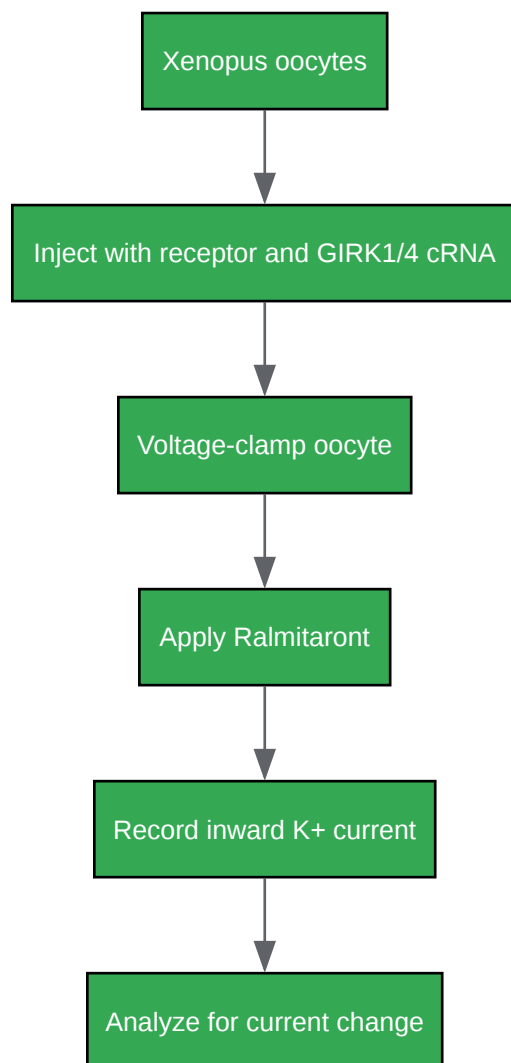 Xenopus oocytes
Inject with receptor and GIRK1/4 cRNA
Voltage-clamp oocyte
Apply Ralmitaront
Record inward K+ current
Analyze for current change